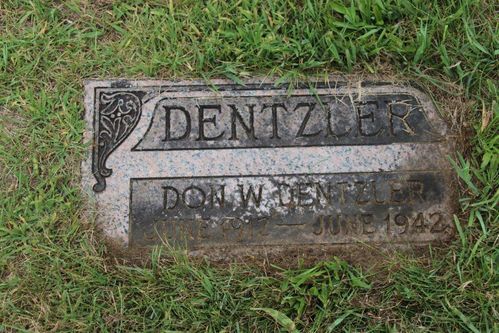 DENTZLER
DON W. DENTZLER
JUNE 1917 — JUNE 1942